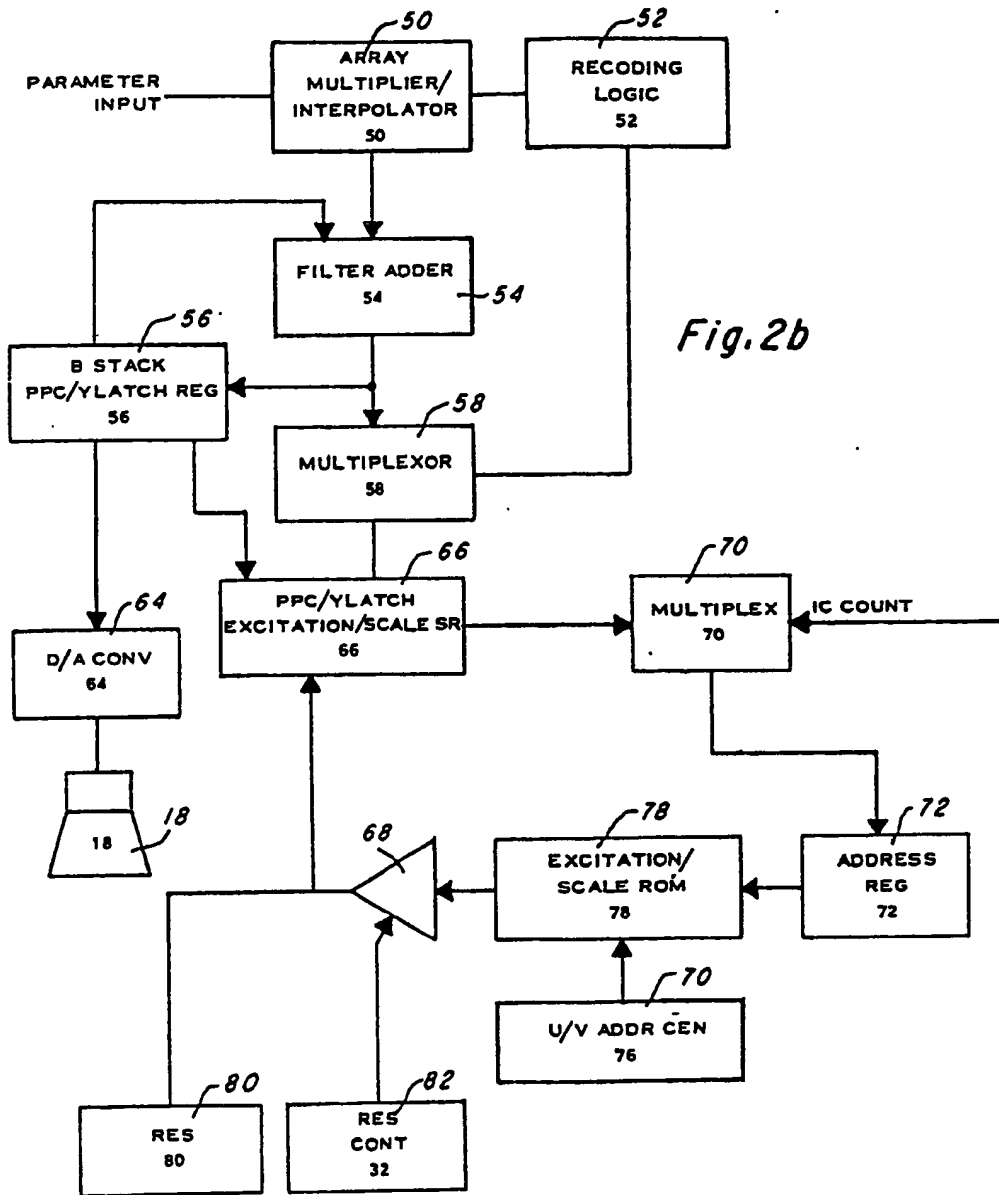 50
52
PARAMETER
INPUT
ARRAY
MULTIPLIER/
INTERPOLATOR
50
RECODING
LOGIC
52
FILTER ADDER
54
54
Fig.2b
56
B STACK
PPC/YLATCH REG
56
58
MULTIPLEXOR
58
66
PPC/YLATCH
EXCITATION/SCALE SR
66
70
MULTIPLEX
70
IC COUNT
64
D/A CONV
64
18
18
68
78
EXCITATION/
SCALE ROM
78
72
ADDRESS
REG
72
70
U/V ADDR CEN
76
80
RES
80
82
RES
CONT
32